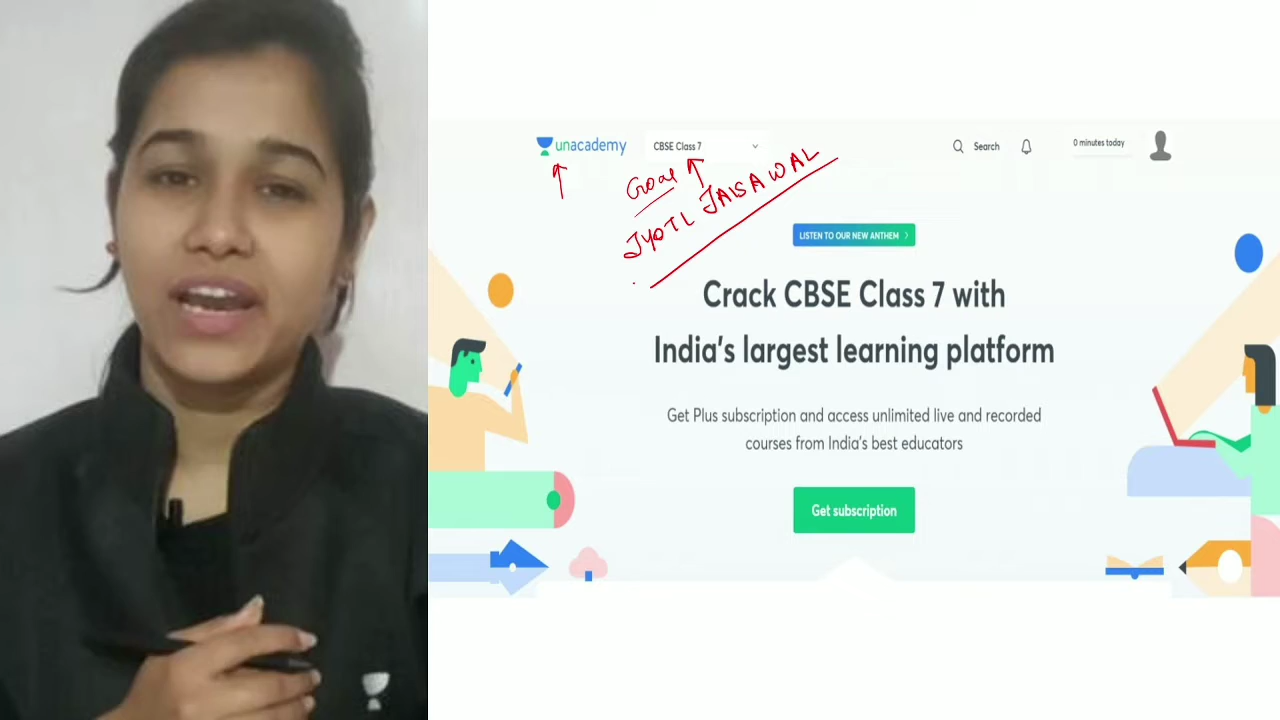 unacademy
CBSE Class 7
Search
0 minutes today
Goal
JYOTI JAISAWAL
LISTEN TO OUR NEW ANTHEM
Crack CBSE Class 7 with
India's largest learning platform
Get Plus subscription and access unlimited live and recorded
courses from India's best educators
Get subscription